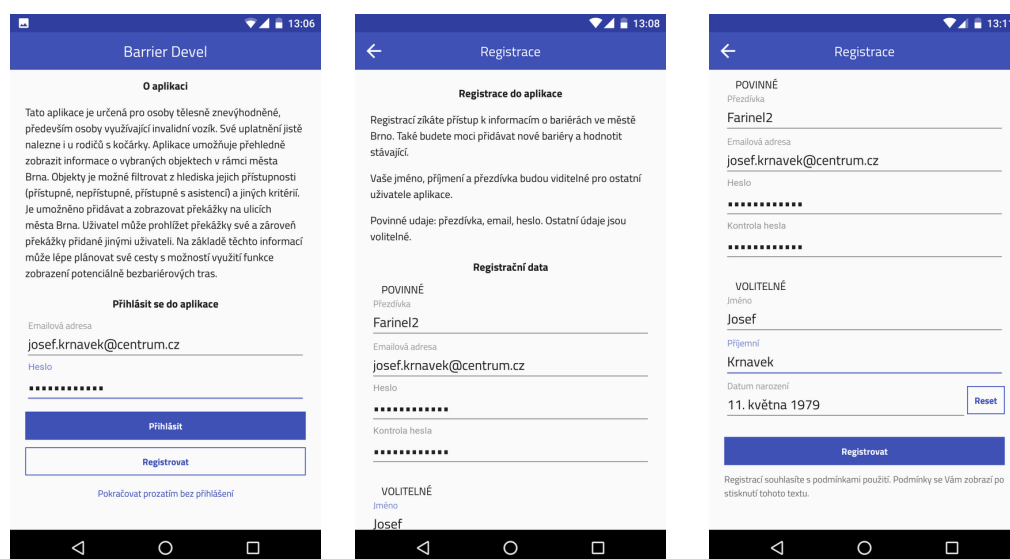 13:06
Barrier Devel
O aplikaci
Tato aplikace je určená pro osoby tělesně znevýhodněné,
především osoby využívající invalidní vozík. Své uplatnění jistě
nalezne i u rodičů s kočárky. Aplikace umožňuje přehledně
zobrazit informace o vybraných objektech v rámci města
Brna. Objekty je možné filtrovat z hlediska jejich přístupnosti
(přístupné, nepřístupné, přístupné s asistencí) a jiných kritérií.
Je umožněno přidávat a zobrazovat překážky na ulicích
města Brna. Uživatel může prohlížet překážky své a zároveň
překážky přidané jinými uživateli. Na základě těchto informací
může lépe plánovat své cesty s možností využití funkce
zobrazení potenciálně bezbariérových tras.
Přihlásit se do aplikace
Emailová adresa
josef.krnavek@centrum.cz
Heslo
Přihlásit
Registrovat
Pokračovat prozatím bez přihlášení
13:08
Registrace
Registrace do aplikace
Registrací zíkáte přístup k informacím o bariérách ve městě
Brno. Také budete moci přidávat nové bariéry a hodnotit
stávající.
Vaše jméno, příjmení a přezdívka budou viditelné pro ostatní
uživatele aplikace.
Povinné udaje: přezdívka, email, heslo. Ostatní údaje jsou
volitelné.
Registrační data
POVINNÉ
Přezdívka
Farinel2
Emailová adresa
josef.krnavek@centrum.cz
Heslo
Kontrola hesla
VOLITELNÉ
Jméno
Josef
13:11
Registrace
POVINNÉ
Přezdívka
Farinel2
Emailová adresa
josef.krnavek@centrum.cz
Heslo
Kontrola hesla
VOLITELNÉ
Jméno
Josef
Příjemní
Krnavek
Datum narození
11. května 1979
Reset
Registrovat
Registrací souhlasíte s podmínkami použití. Podmínky se Vám zobrazí po
stisknutí tohoto textu.